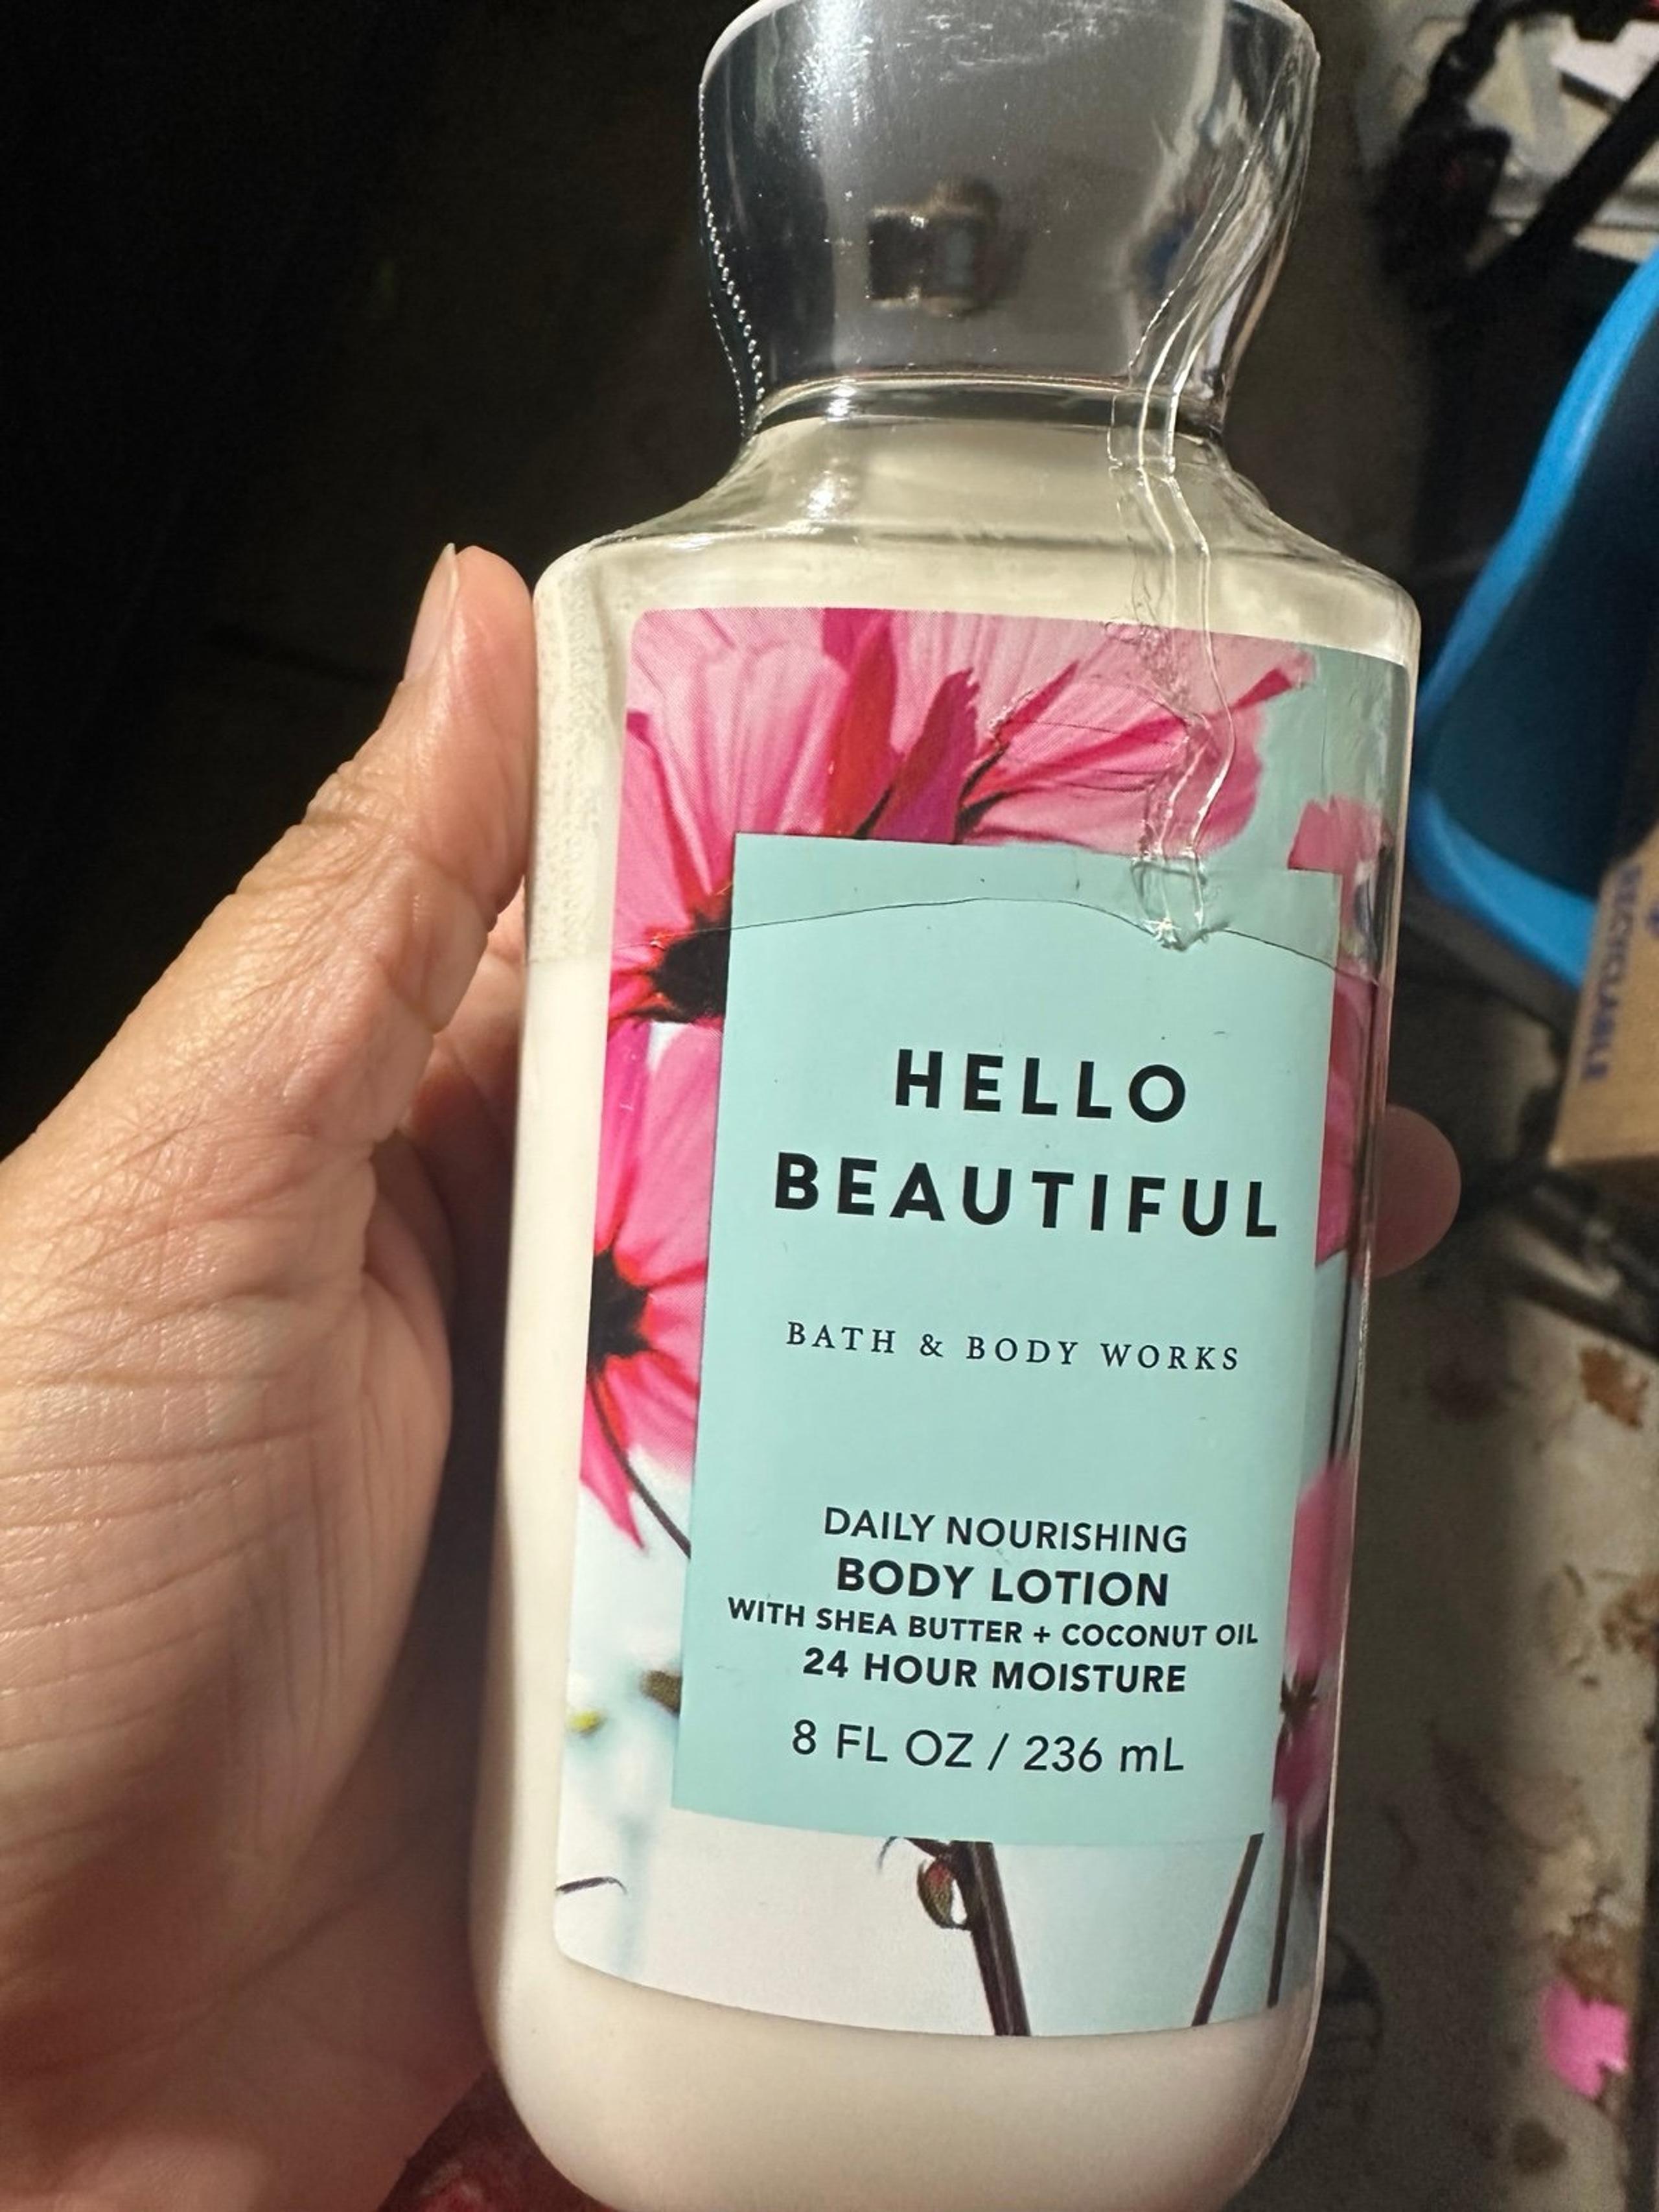 HELLO
BEAUTIFUL
BATH & BODY WORKS
DAILY NOURISHING
BODY LOTION
WITH SHEA BUTTER + COCONUT OIL
24 HOUR MOISTURE
8 FL OZ / 236 mL
RECYCLABLE